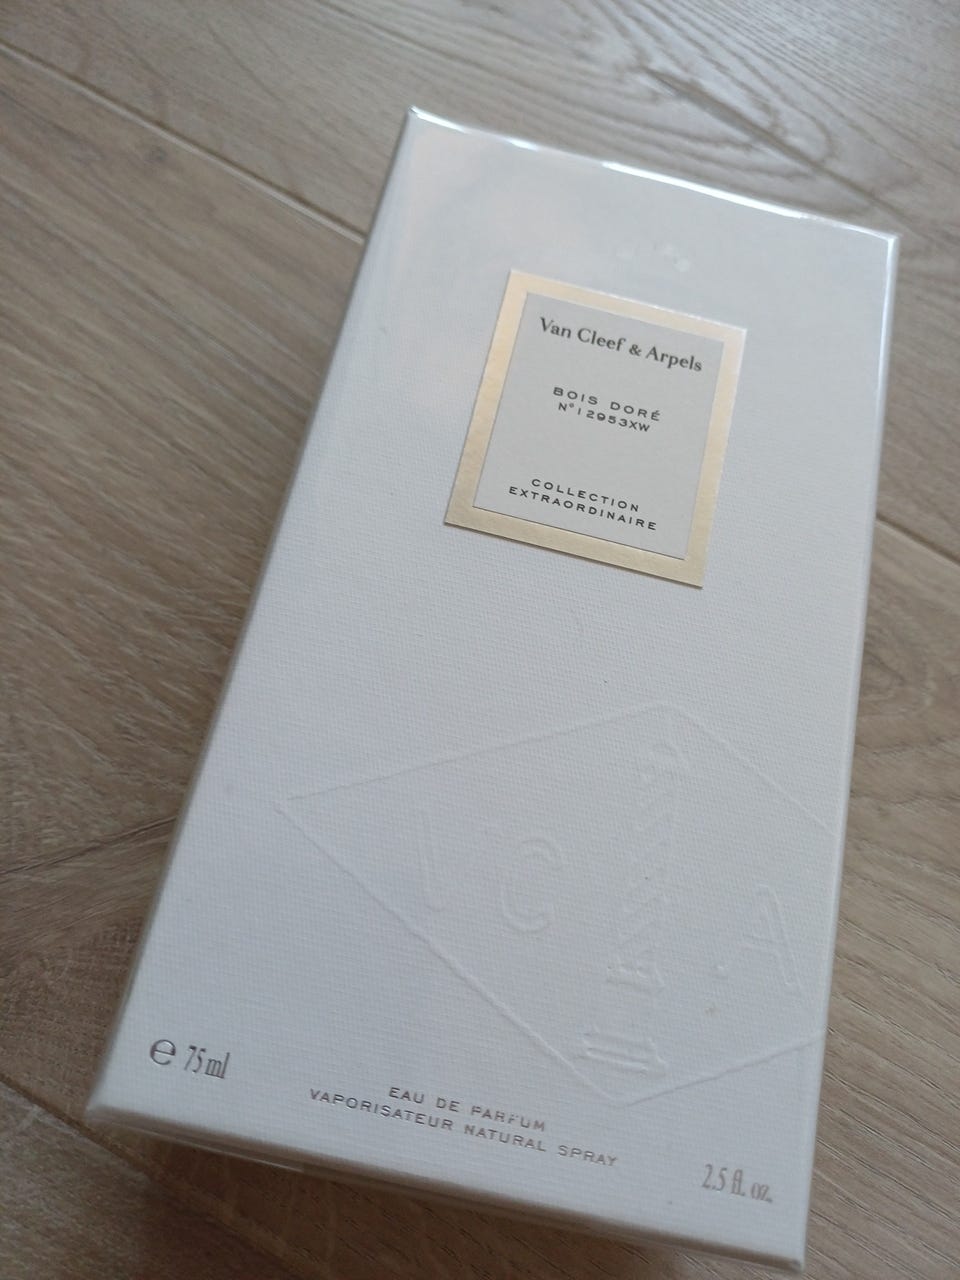 Van Cleef & Arpels
BOIS DORÉ
N°12953XW
COLLECTION
EXTRAORDINAIRE
C
A
℮ 75 ml
EAU DE PARFUM
VAPORISATEUR NATURAL SPRAY
2.5 fl. oz.